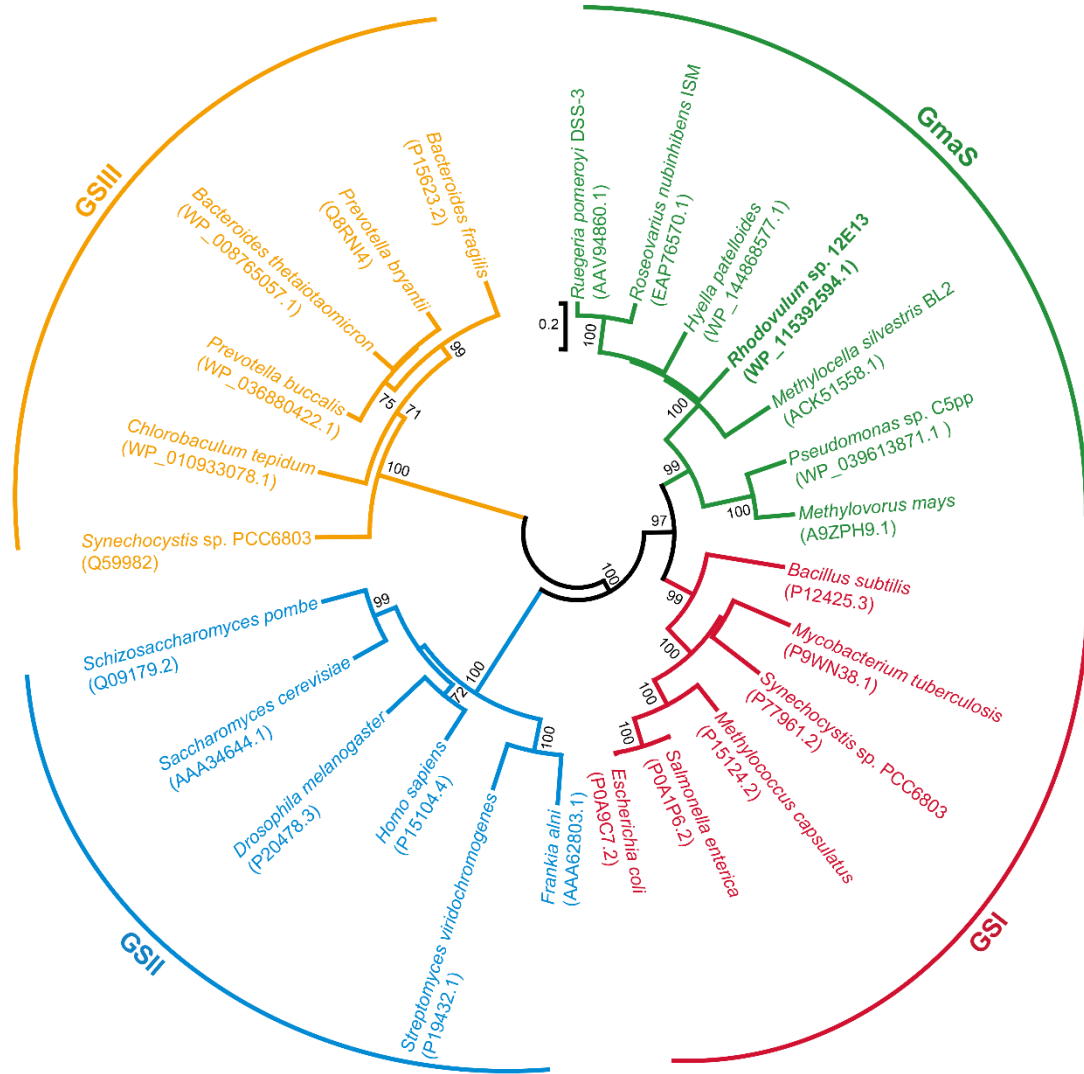 GSIII
Bacteroides fragilis
(P15623.2)
Prevotella bryantii
(Q8RNI4)
Bacteroides thetaiotaomicron
(WP_008765057.1)
Prevotella buccalis
(WP_036880422.1)
Chlorobaculum tepidum
(WP_010933078.1)
Synechocystis sp. PCC6803
(Q59982)
99
75
71
100
GmaS
Ruegeria pomeroyi DSS-3
(AAV94860.1)
Roseovarius nubinhibens ISM
(EAP76570.1)
Hyella patelloides
(WP_144868577.1)
Rhodovulum sp. 12E13
(WP_115392594.1)
Methylocella silvestris BL2
(ACK51558.1)
Pseudomonas sp. C5pp
(WP_039613871.1 )
Methylovorus mays
(A9ZPH9.1)
0.2
100
100
99
100
97
100
GSI
Bacillus subtilis
(P12425.3)
Mycobacterium tuberculosis
(P9WN38.1)
Synechocystis sp. PCC6803
(P77961.2)
Methylococcus capsulatus
(P15124.2)
Salmonella enterica
(P0A1P6.2)
Escherichia coli
(P0A9C7.2)
99
100
100
100
GSII
Schizosaccharomyces pombe
(Q09179.2)
Saccharomyces cerevisiae
(AAA34644.1)
Drosophila melanogaster
(P20478.3)
Homo sapiens
(P15104.4)
Streptomyces viridochromogenes
(P19432.1)
Frankia alni
(AAA62803.1)
99
100
72
100